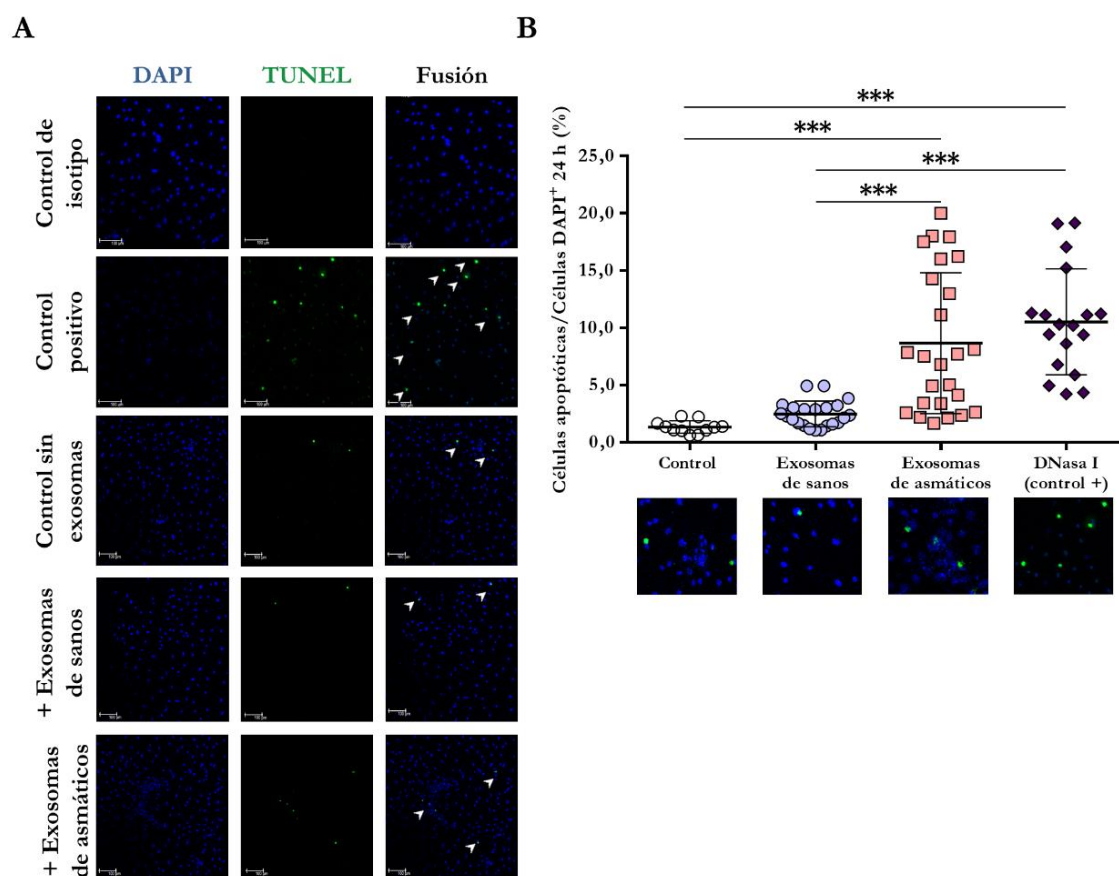 A
DAPI
TUNEL
Fusión
Control de
isotipo
Control
positivo
Control sin
exosomas
+ Exosomas
de sanos
+ Exosomas
de asmáticos
B
Células apoptóticas/Células DAPI⁺ 24 h (%)
***
***
***
***
25,0
20,0
15,0
10,0
5,0
0,0
Control
Exosomas
de sanos
Exosomas
de asmáticos
DNasa I
(control +)